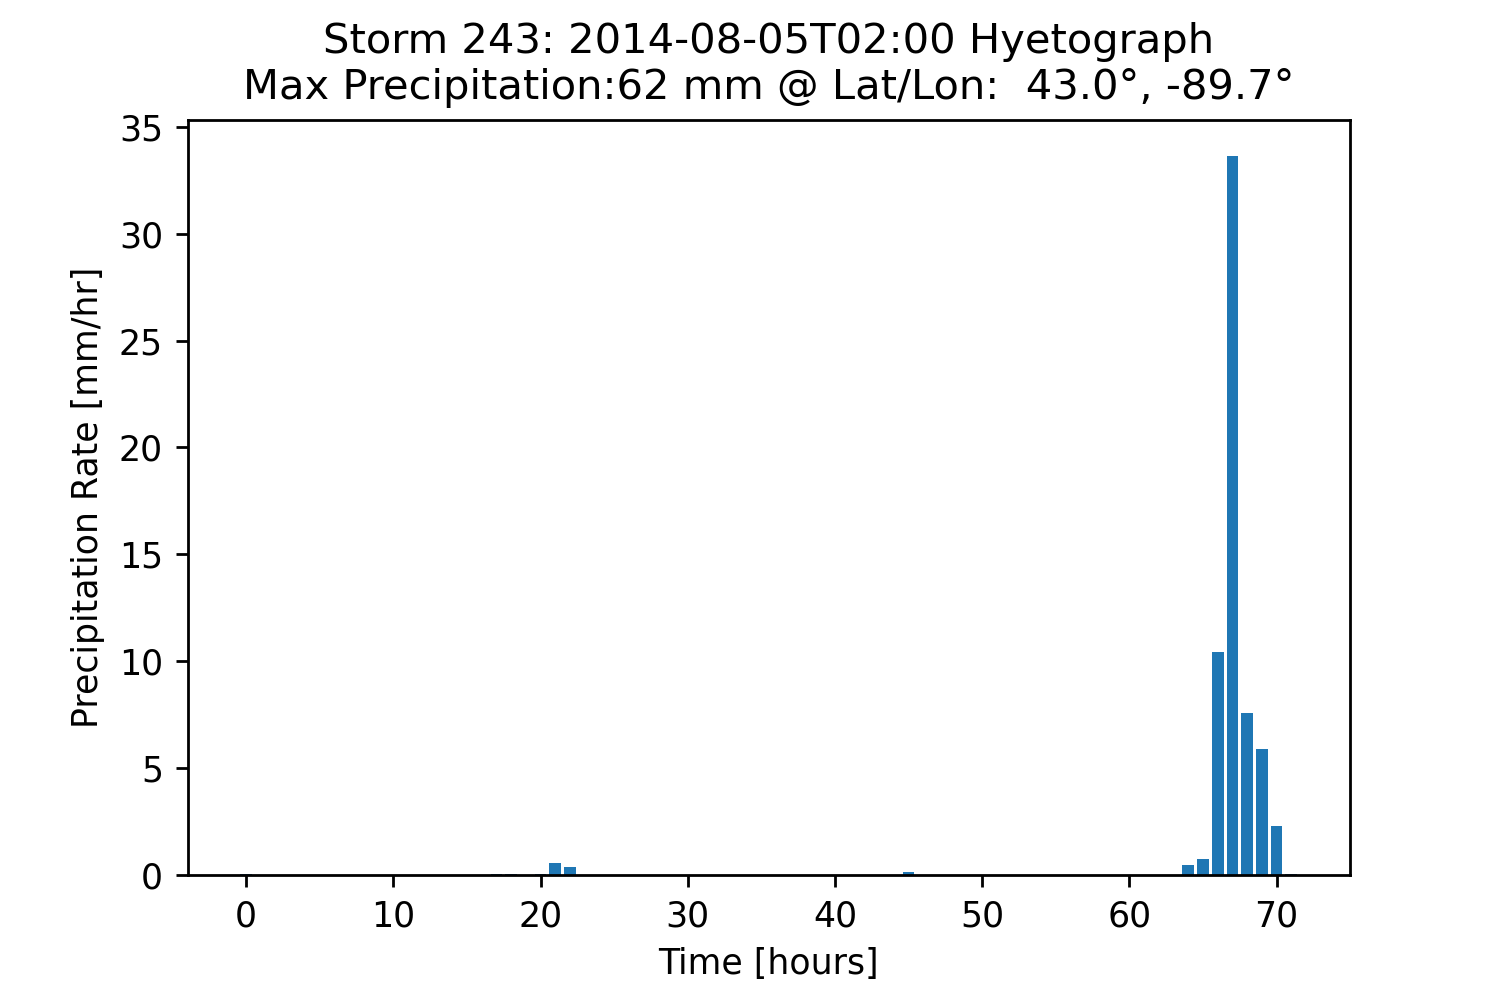 Storm 243: 2014-08-05T02:00 Hyetograph
Max Precipitation:62 mm @ Lat/Lon:  43.0°, -89.7°
35
30
25
20
15
10
5
0
Precipitation Rate [mm/hr]
0 10 20 30 40 50 60 70
Time [hours]